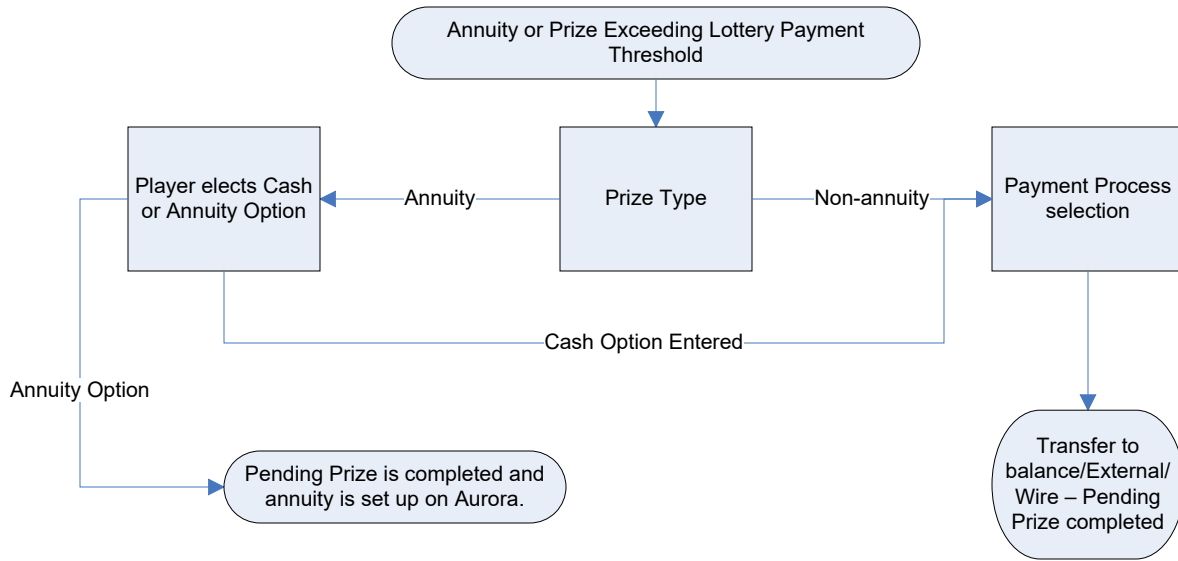 Annuity or Prize Exceeding Lottery Payment
Threshold
Player elects Cash
or Annuity Option
Annuity
Prize Type
Non-annuity
Payment Process
selection
Cash Option Entered
Annuity Option
Pending Prize is completed and
annuity is set up on Aurora.
Transfer to
balance/External/
Wire – Pending
Prize completed